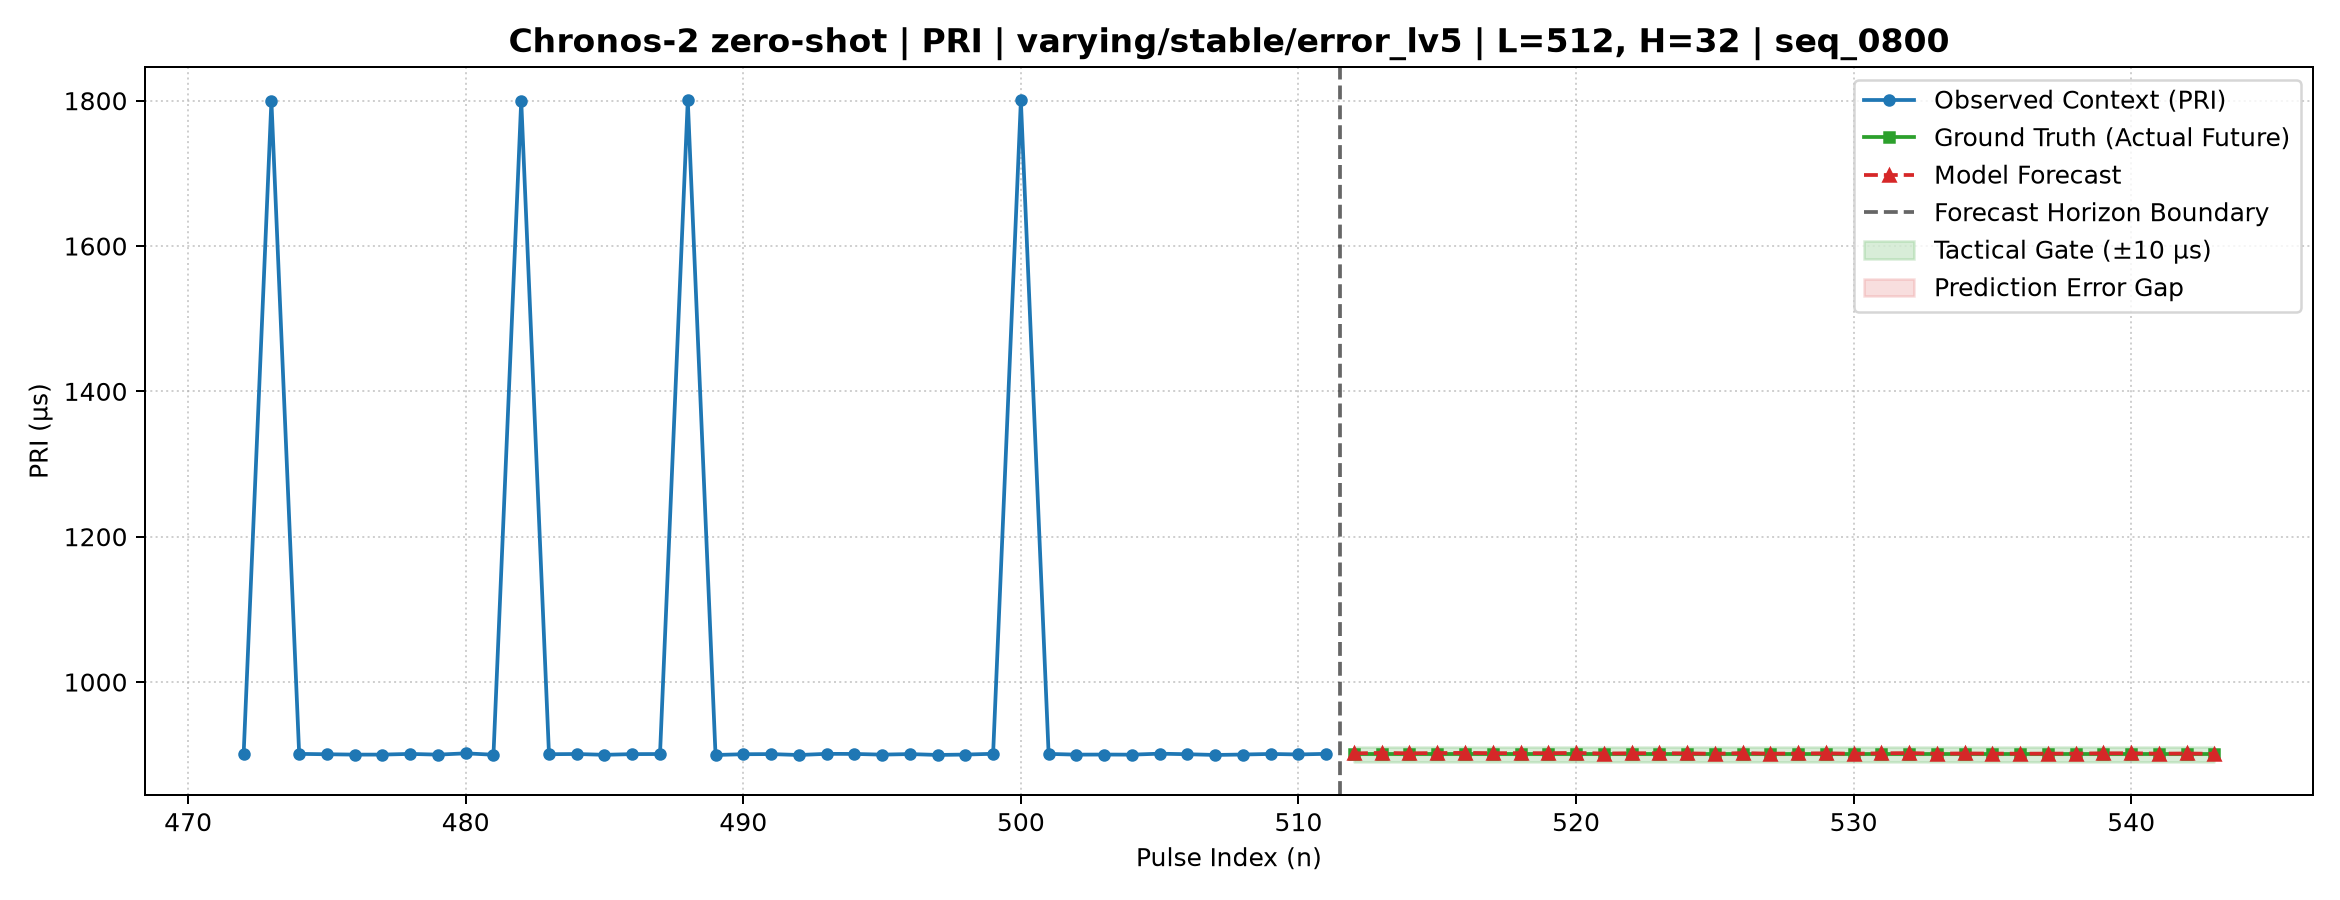 Chronos-2 zero-shot | PRI | varying/stable/error_lv5 | L=512, H=32 | seq_0800
PRI (µs)
1800
1600
1400
1200
1000
470
480
490
500
510
520
530
540
Pulse Index (n)
Observed Context (PRI)
Ground Truth (Actual Future)
Model Forecast
Forecast Horizon Boundary
Tactical Gate (±10 µs)
Prediction Error Gap